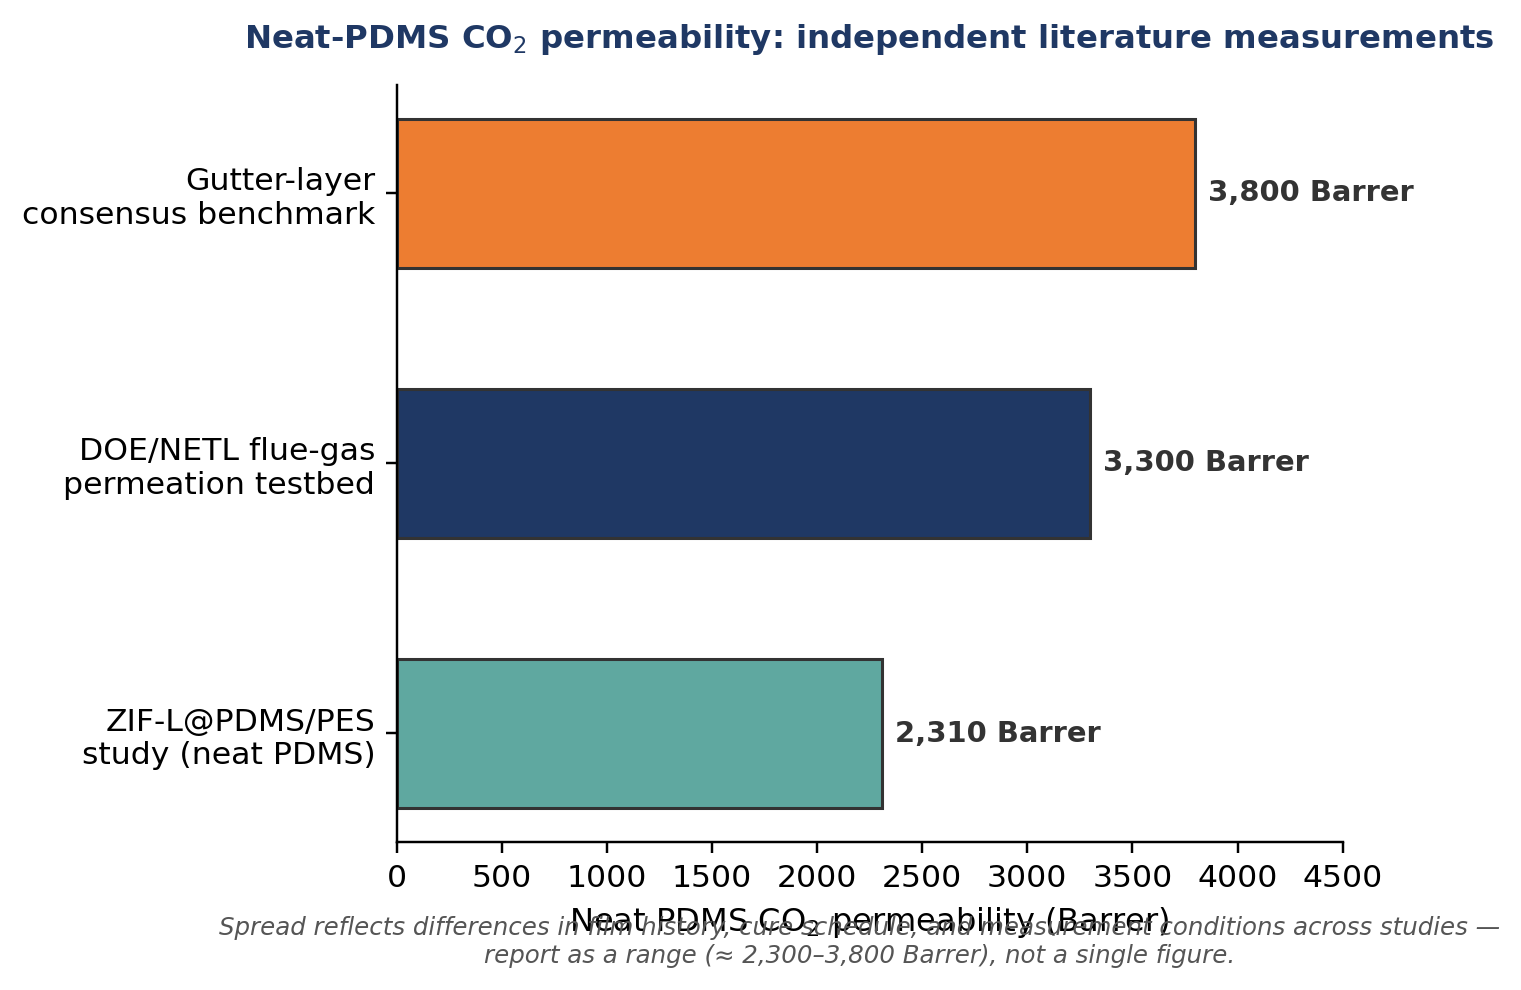 Neat-PDMS CO₂ permeability: independent literature measurements
Gutter-layer
consensus benchmark
3,800 Barrer
DOE/NETL flue-gas
permeation testbed
3,300 Barrer
ZIF-L@PDMS/PES
study (neat PDMS)
2,310 Barrer
0 500 1000 1500 2000 2500 3000 3500 4000 4500
Neat PDMS CO₂ permeability (Barrer)
Spread reflects differences in film history, cure schedule, and measurement conditions across studies —
report as a range (≈ 2,300–3,800 Barrer), not a single figure.